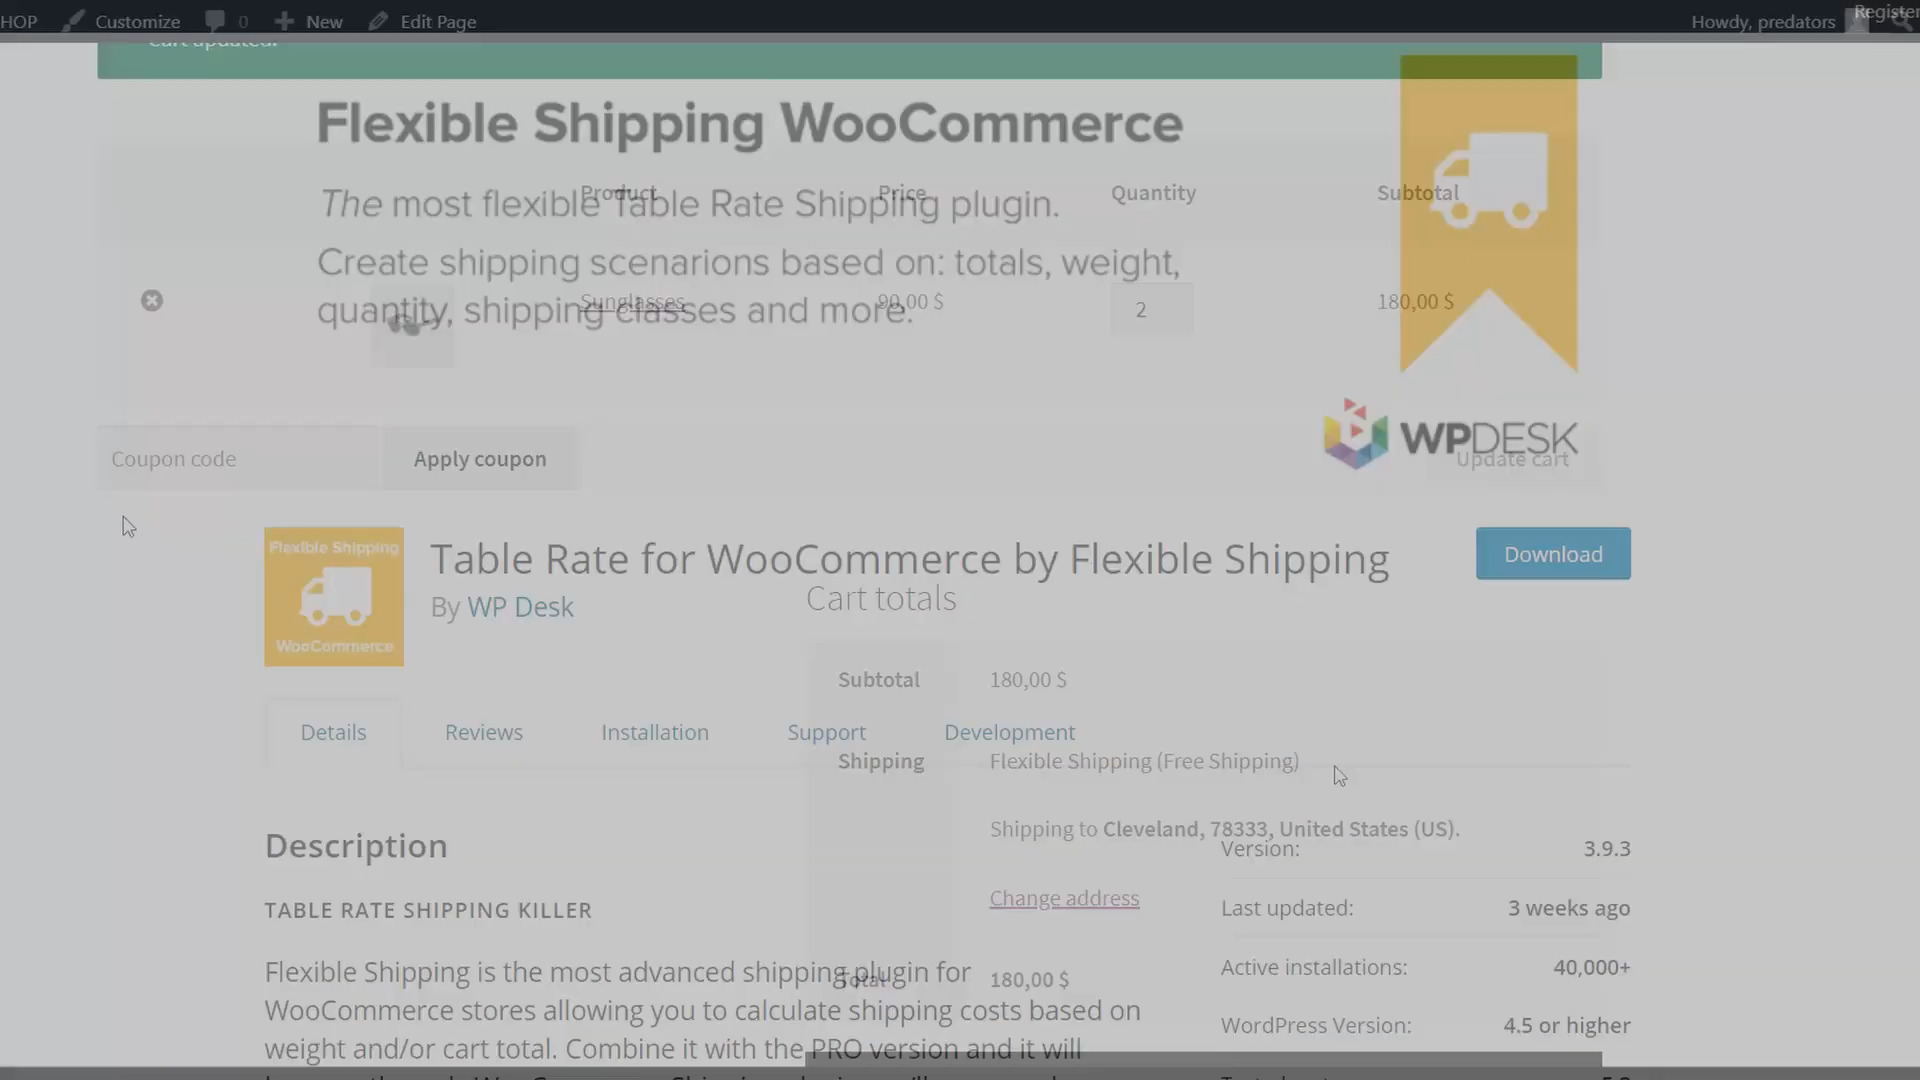 HOP Customize 0 New Edit Page Howdy, predators Register
Cart updated.
Flexible Shipping WooCommerce
Product Price Quantity Subtotal
The most flexible Table Rate Shipping plugin.
Create shipping scenarions based on: totals, weight,
quantity, shipping classes and more.
Sunglasses 90,00 $ 2 180,00 $
WPDESK
Coupon code Apply coupon Update cart
Flexible Shipping
WooCommerce
Table Rate for WooCommerce by Flexible Shipping
By WP Desk
Download
Cart totals
Subtotal 180,00 $
Details Reviews Installation Support Development
Shipping Flexible Shipping (Free Shipping)
Shipping to Cleveland, 78333, United States (US).
Change address
Total 180,00 $
Description
TABLE RATE SHIPPING KILLER
Flexible Shipping is the most advanced shipping plugin for
WooCommerce stores allowing you to calculate shipping costs based on
weight and/or cart total. Combine it with the PRO version and it will
Version: 3.9.3
Last updated: 3 weeks ago
Active installations: 40,000+
WordPress Version: 4.5 or higher